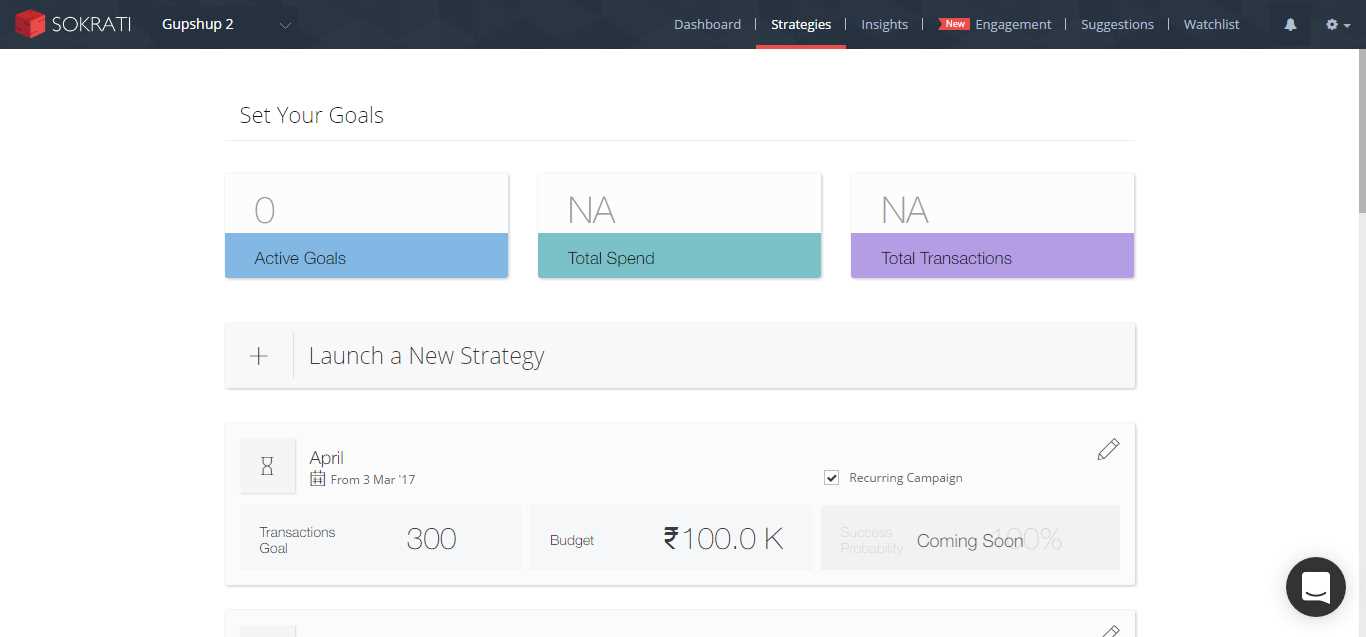 SOKRATI
Gupshup 2
Dashboard | Strategies | Insights | New Engagement | Suggestions | Watchlist
Set Your Goals
0 NA NA
Active Goals Total Spend Total Transactions
+ Launch a New Strategy
April
From 3 Mar '17
Recurring Campaign
Transactions
Goal
300
Budget
₹100.0 K
Success
Probability
100%
Coming Soon